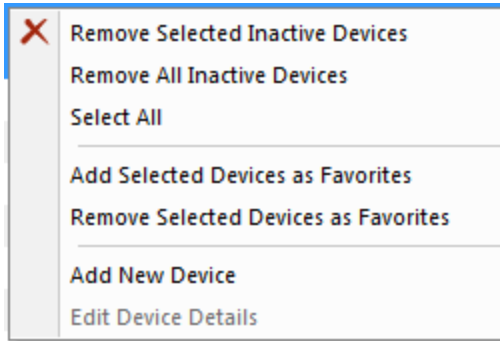 Remove Selected Inactive Devices
Remove All Inactive Devices
Select All
Add Selected Devices as Favorites
Remove Selected Devices as Favorites
Add New Device
Edit Device Details